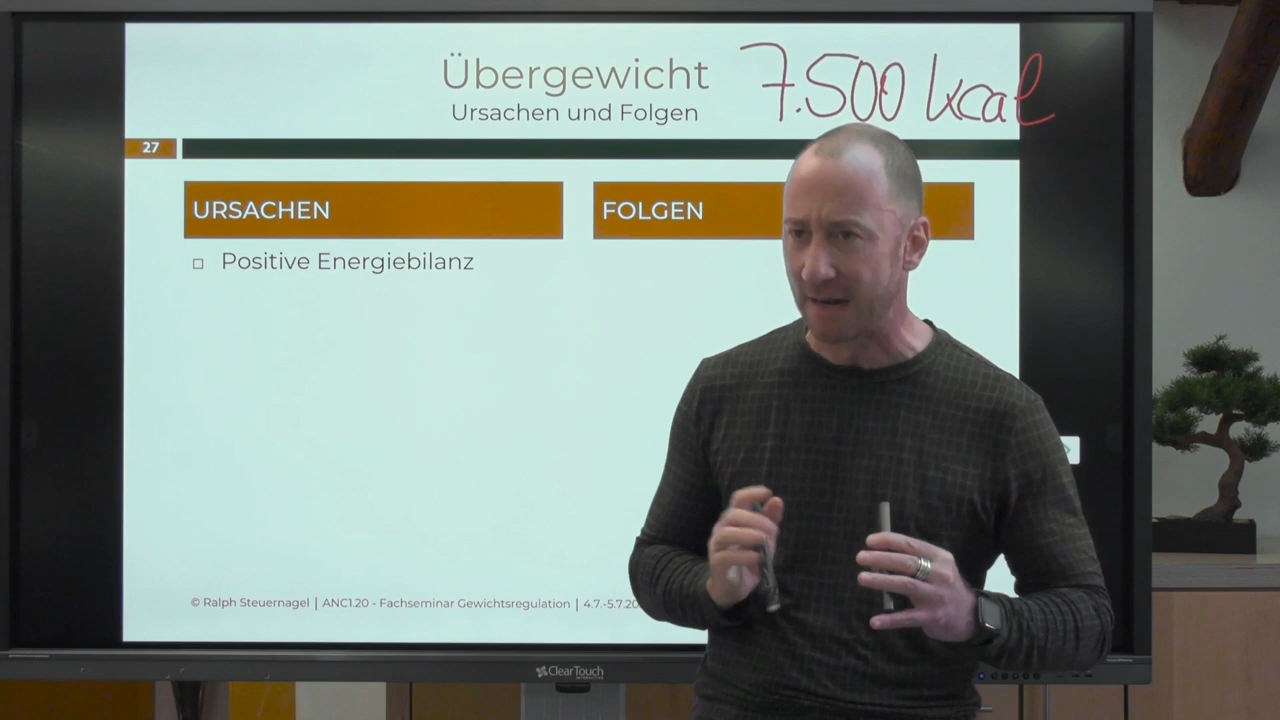 Übergewicht
7.500 kcal
Ursachen und Folgen
27
URSACHEN
FOLGEN
Positive Energiebilanz
© Ralph Steuernagel | ANC1.20 - Fachseminar Gewichtsregulation | 4.7.-5.7.20
ClearTouch
INTERACTIVE